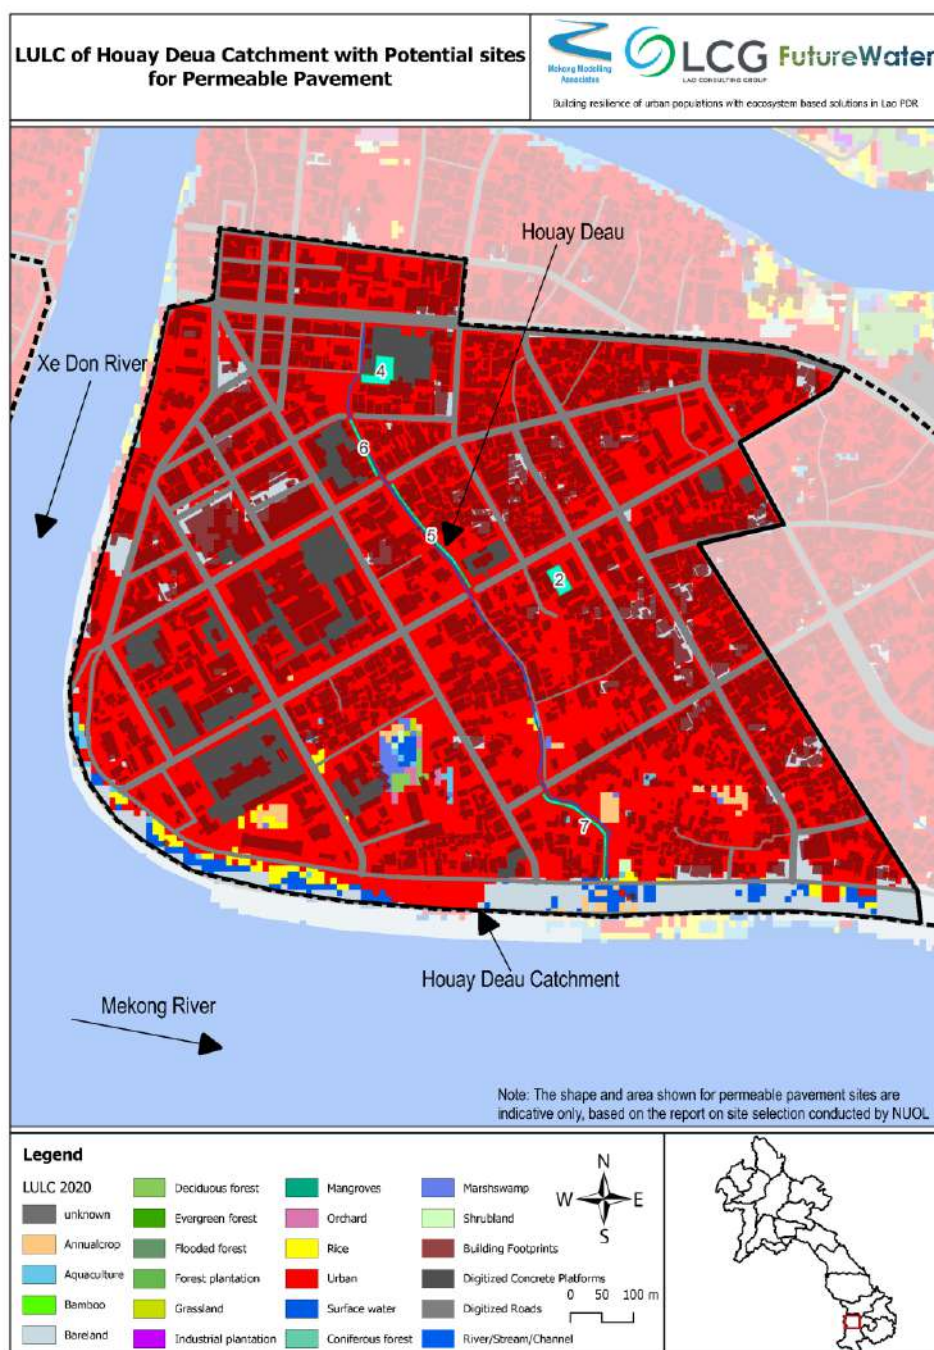 LULC of Houay Deua Catchment with Potential sites
for Permeable Pavement
Mekong Modelling
Associates
LCG
LAO CONSULTING GROUP
FutureWater
Building resilience of urban populations with eocosystem based solutions in Lao PDR
Houay Deau
Xe Don River
4
6
5
2
7
Houay Deau Catchment
Mekong River
Note: The shape and area shown for permeable pavement sites are
indicative only, based on the report on site selection conducted by NUOL
Legend
LULC 2020
unknown
Annualcrop
Aquaculture
Bamboo
Bareland
Deciduous forest
Evergreen forest
Flooded forest
Forest plantation
Grassland
Industrial plantation
Mangroves
Orchard
Rice
Urban
Surface water
Coniferous forest
Marshswamp
Shrubland
Building Footprints
Digitized Concrete Platforms
Digitized Roads
River/Stream/Channel
N
W E
S
0 50 100 m